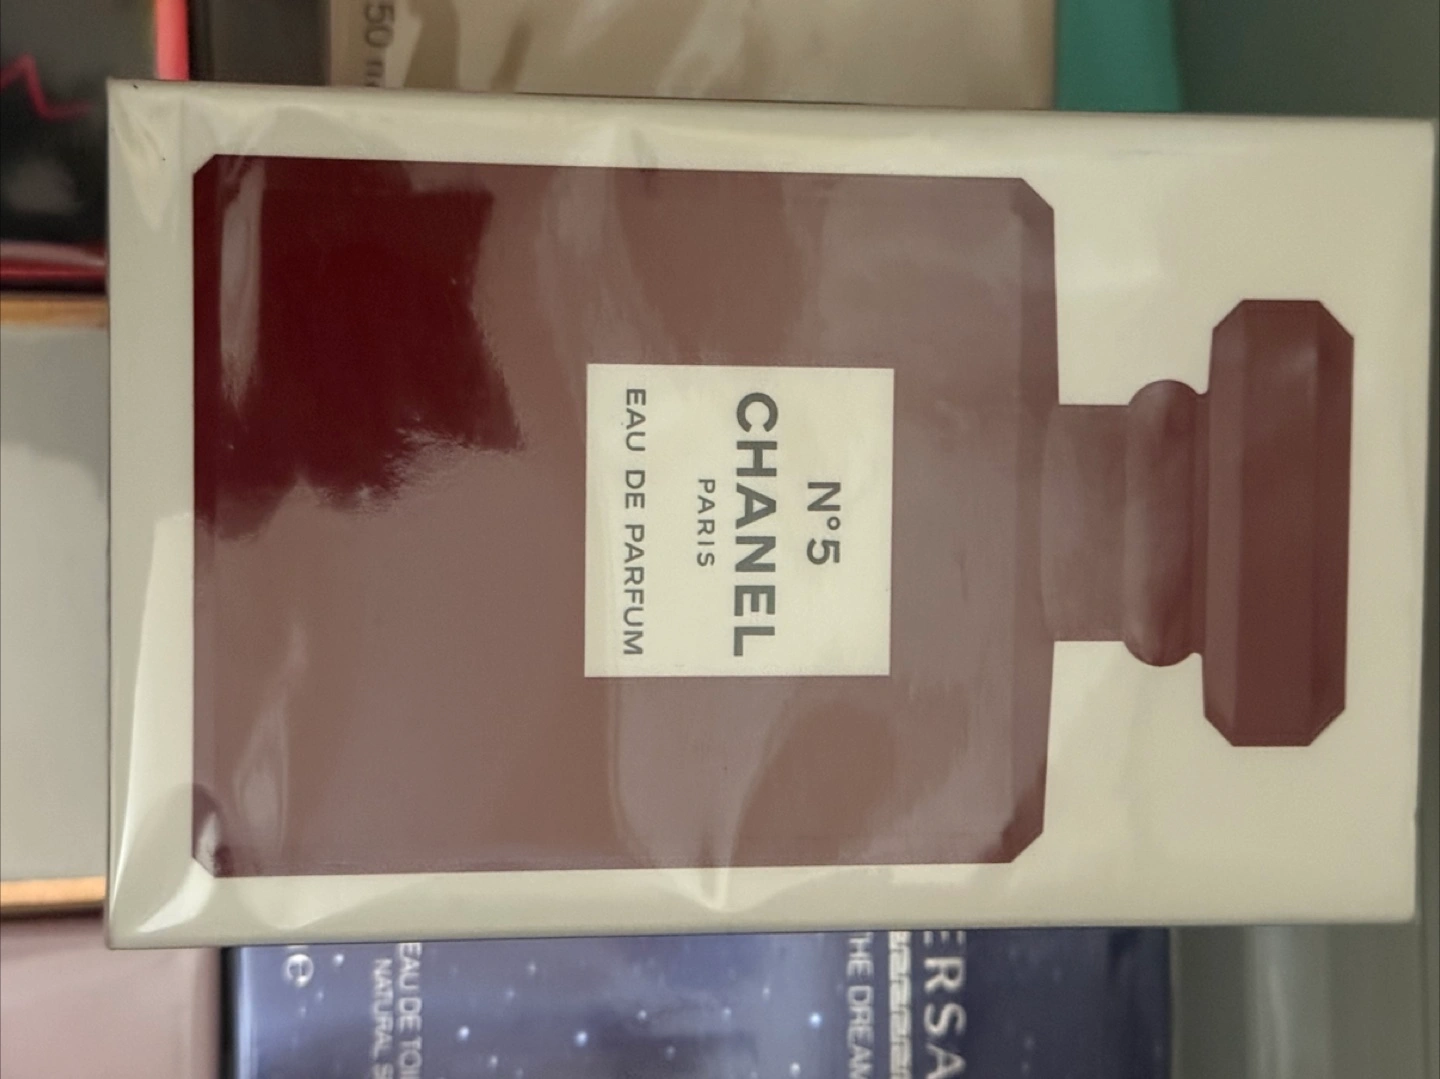 N°5
CHANEL
PARIS
EAU DE PARFUM
50
ERSA
THE DREAM
EAU DE TOI
NATURAL S
e